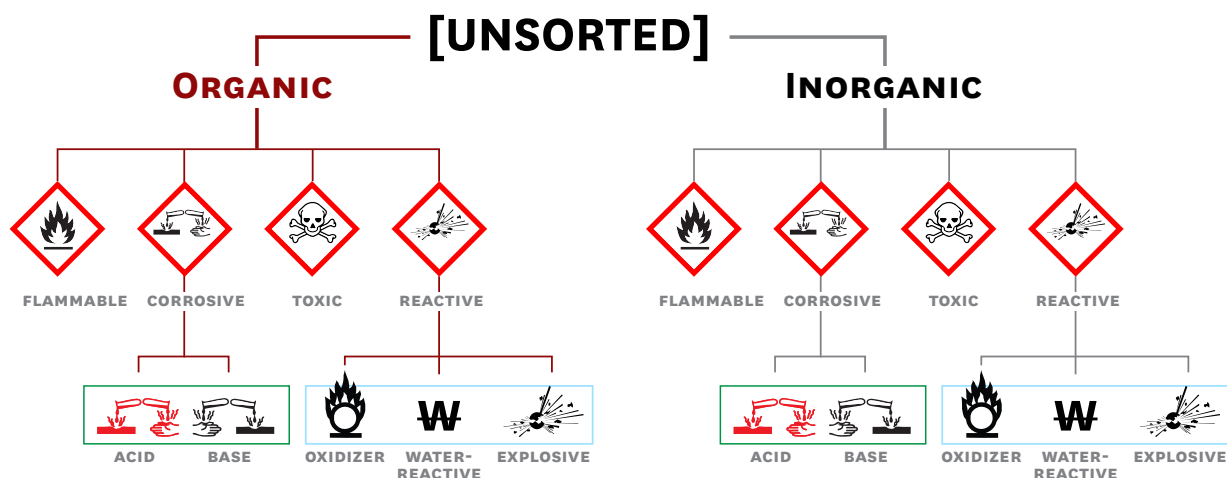 [UNSORTED]
ORGANIC
INORGANIC
FLAMMABLE
CORROSIVE
TOXIC
REACTIVE
FLAMMABLE
CORROSIVE
TOXIC
REACTIVE
W
W
ACID
BASE
OXIDIZER
WATER-
REACTIVE
EXPLOSIVE
ACID
BASE
OXIDIZER
WATER-
REACTIVE
EXPLOSIVE